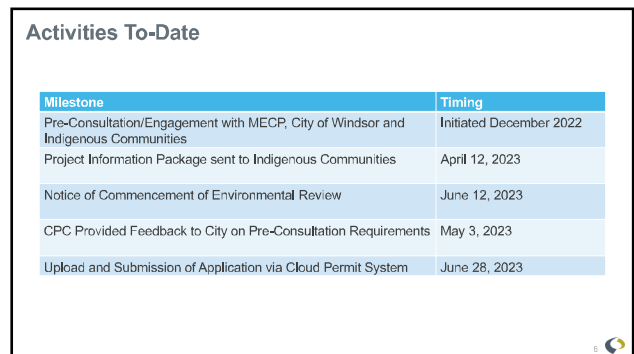 Activities To-Date
Milestone Timing
Pre-Consultation/Engagement with MECP, City of Windsor and Initiated December 2022
Indigenous Communities
Project Information Package sent to Indigenous Communities April 12, 2023
Notice of Commencement of Environmental Review June 12, 2023
CPC Provided Feedback to City on Pre-Consultation Requirements May 3, 2023
Upload and Submission of Application via Cloud Permit System June 28, 2023
6